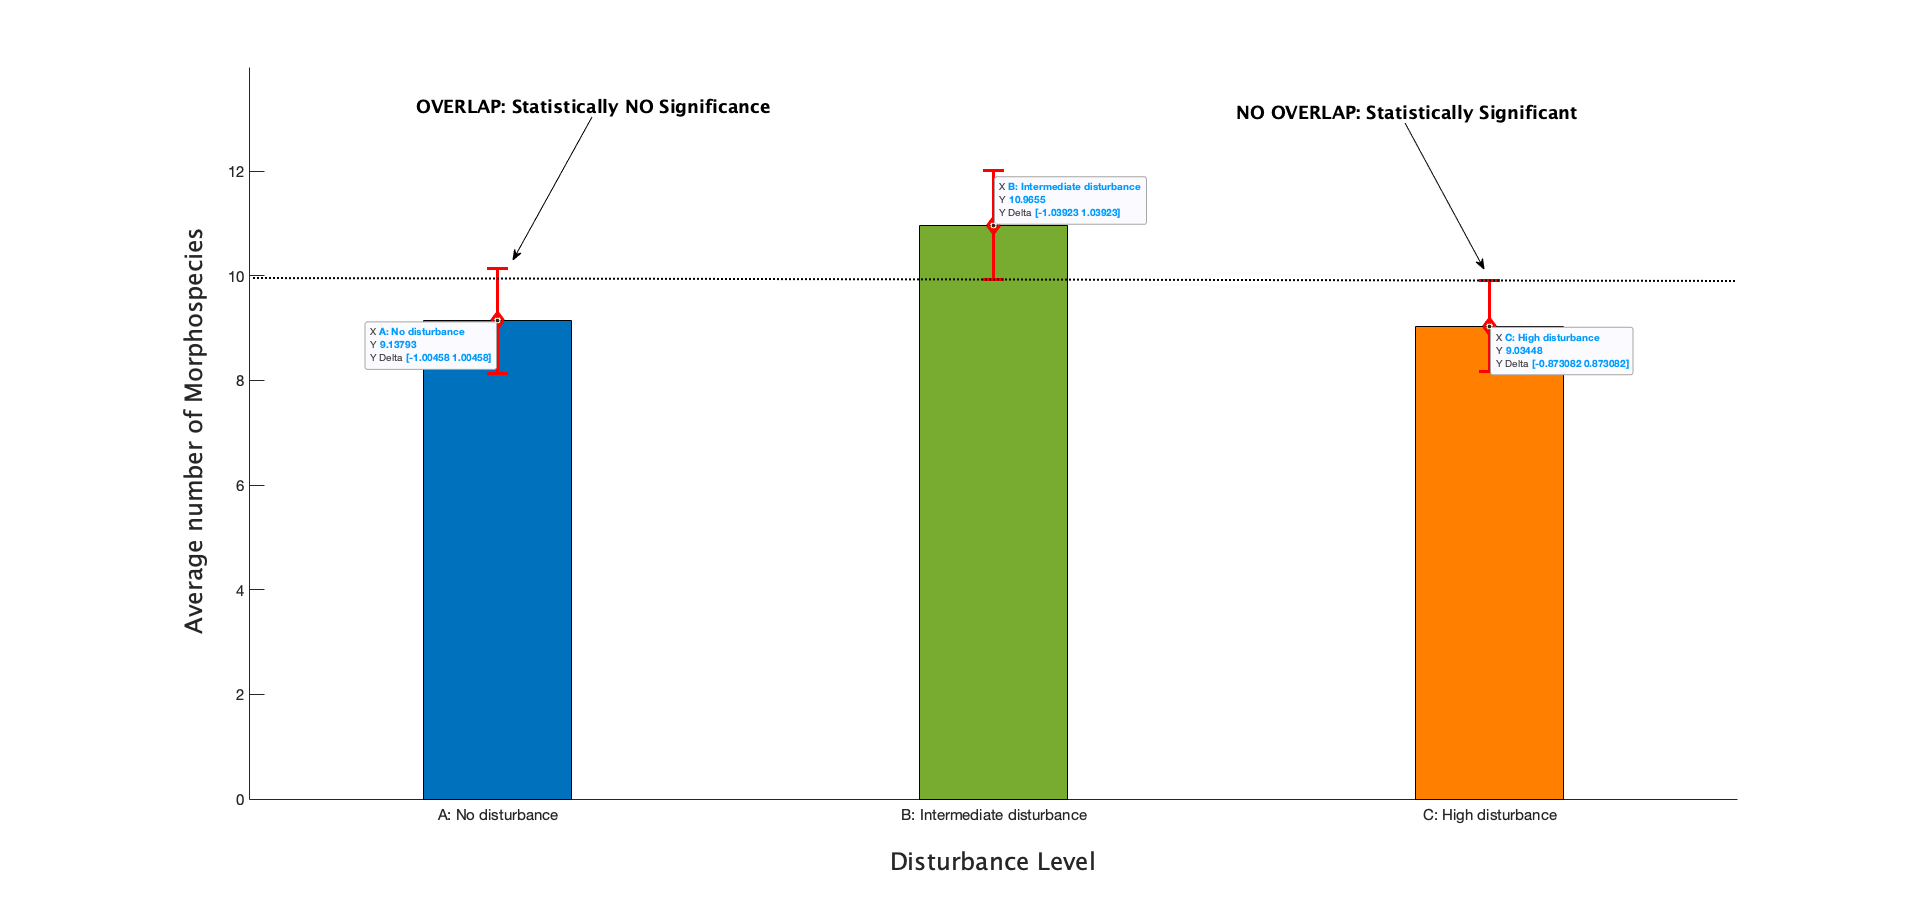 OVERLAP: Statistically NO Significance
NO OVERLAP: Statistically Significant
12
10
8
6
4
2
0
Average number of Morphospecies
X A: No disturbance
Y 9.13793
Y Delta [-1.00458 1.00458]
X B: Intermediate disturbance
Y 10.9655
Y Delta [-1.03923 1.03923]
X C: High disturbance
Y 9.03448
Y Delta [-0.873082 0.873082]
A: No disturbance
B: Intermediate disturbance
C: High disturbance
Disturbance Level